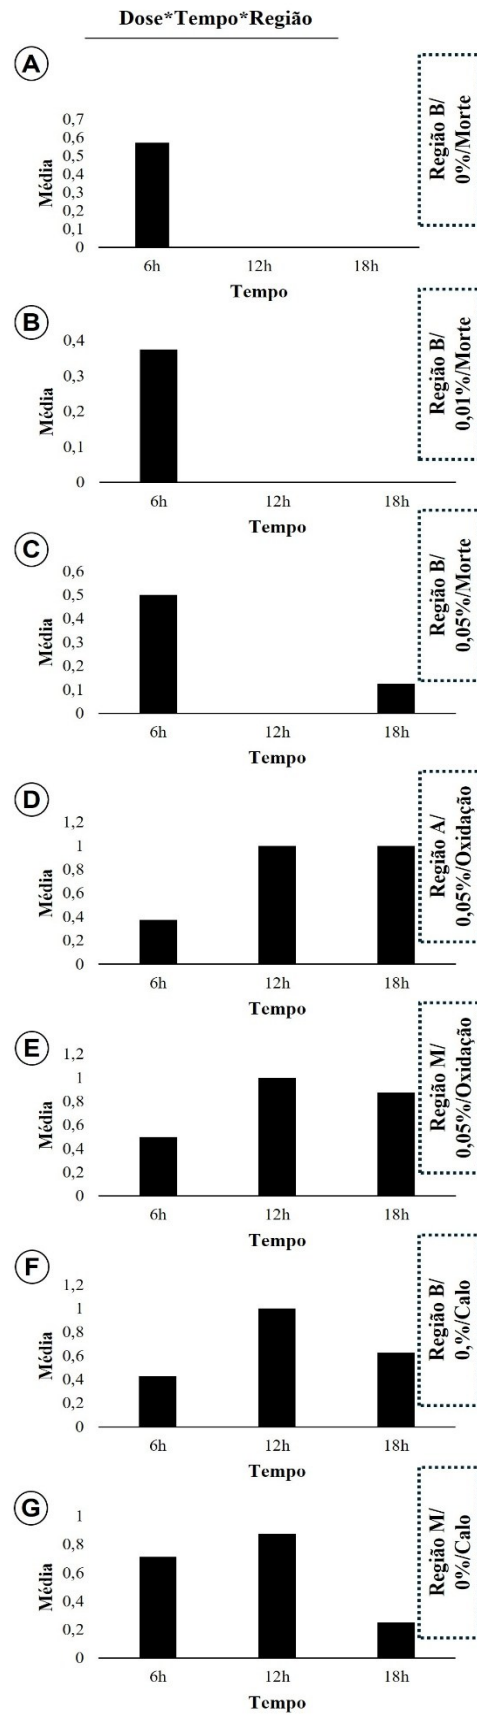 Dose*Tempo*Região
A
Região B/
0%/Morte
Média
0,7
0,6
0,5
0,4
0,3
0,2
0,1
0
6h 12h 18h
Tempo
B
Região B/
0,01%/Morte
Média
0,4
0,3
0,2
0,1
0
6h 12h 18h
Tempo
C
Região B/
0,05%/Morte
Média
0,6
0,5
0,4
0,3
0,2
0,1
0
6h 12h 18h
Tempo
D
Região A/
0,05%/Oxidação
Média
1,2
1
0,8
0,6
0,4
0,2
0
6h 12h 18h
Tempo
E
Região M/
0,05%/Oxidação
Média
1,2
1
0,8
0,6
0,4
0,2
0
6h 12h 18h
Tempo
F
Região B/
0,%/Calo
Média
1,2
1
0,8
0,6
0,4
0,2
0
6h 12h 18h
Tempo
G
Região M/
0%/Calo
Média
1
0,8
0,6
0,4
0,2
0
6h 12h 18h
Tempo